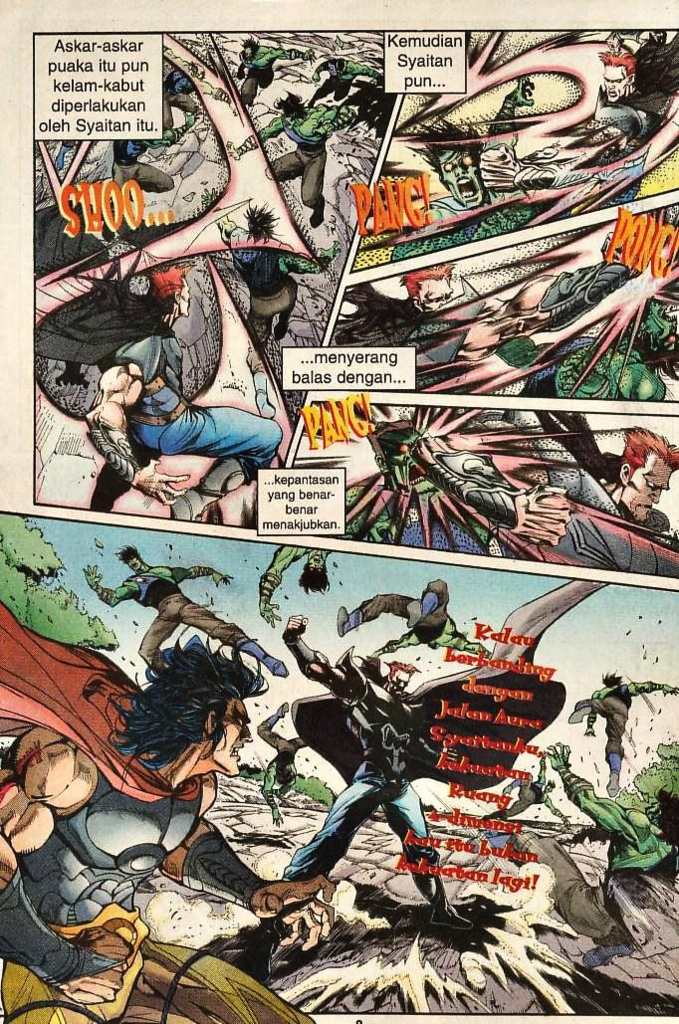 Askar-askar
puaka itu pun
kelam-kabut
diperlakukan
oleh Syaitan itu.
SHOO...
Kemudian
Syaitan
pun...
PANG!
PONG!
...menyerang
balas dengan...
PANG!
...kepantasan
yang benar-
benar
menakjubkan.
Kalau
berbanding
dengan
Jalan Aura
Syaitanku,
kekuatan
Ruang
4-dimensi
kau itu bukan
kekuatan lagi!